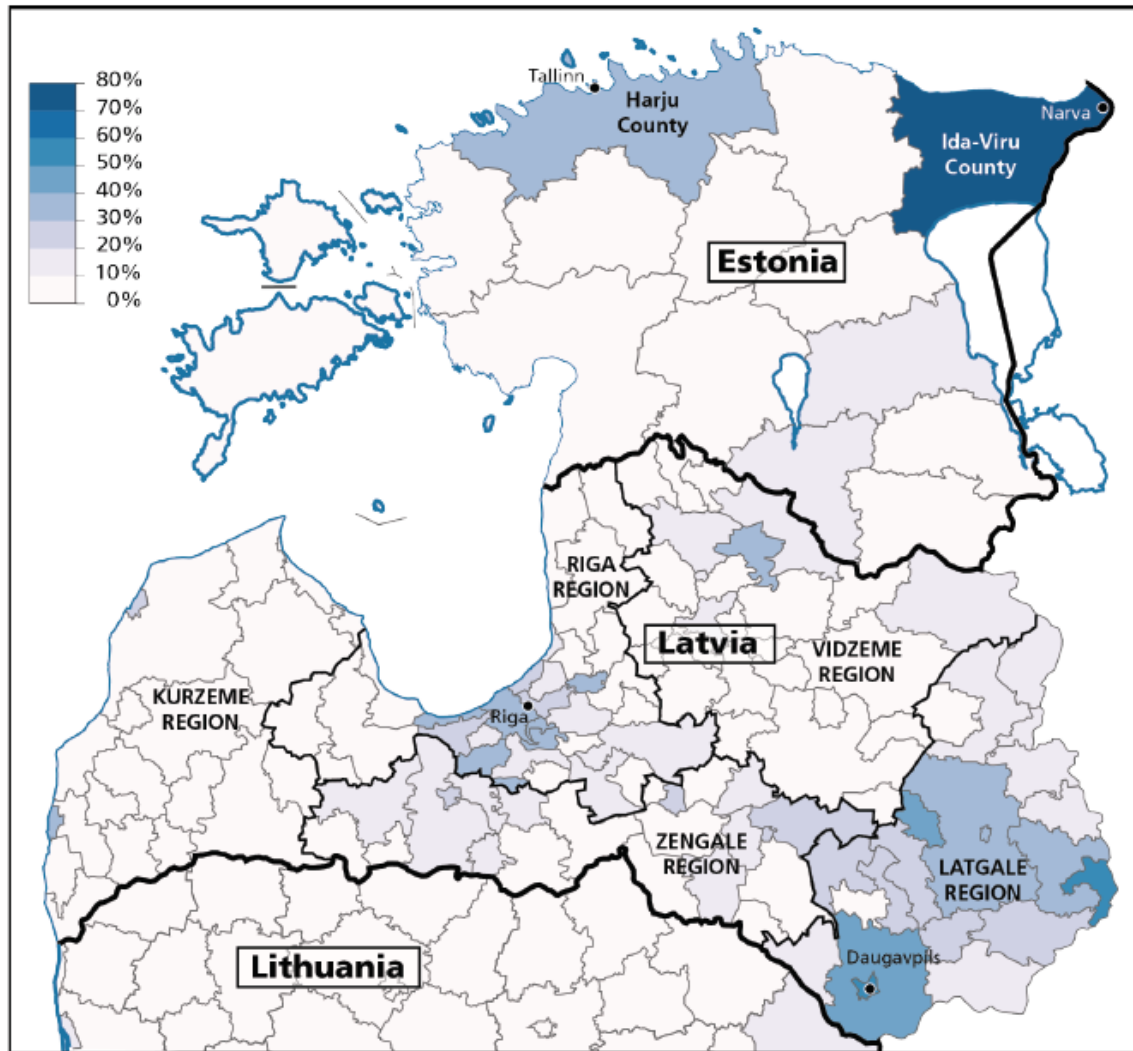 80%
70%
60%
50%
40%
30%
20%
10%
0%
Tallinn
Harju
County
Narva
Ida-Viru
County
Estonia
RIGA
REGION
Latvia
VIDZEME
REGION
KURZEME
REGION
Riga
ZENGALE
REGION
LATGALE
REGION
Daugavpils
Lithuania